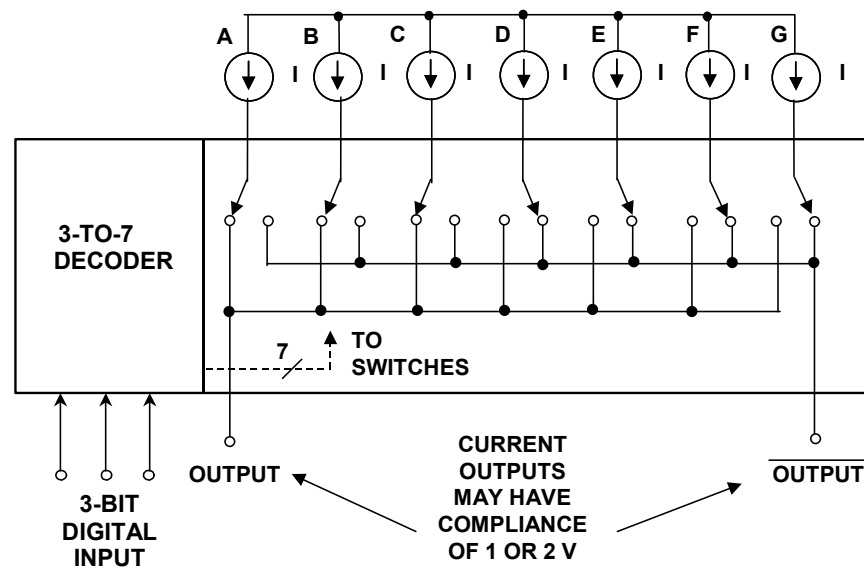 A B C D E F G
I I I I I I I
3-TO-7
DECODER
7
TO
SWITCHES
OUTPUT
CURRENT
OUTPUTS
MAY HAVE
COMPLIANCE
OF 1 OR 2 V
OUTPUT
3-BIT
DIGITAL
INPUT